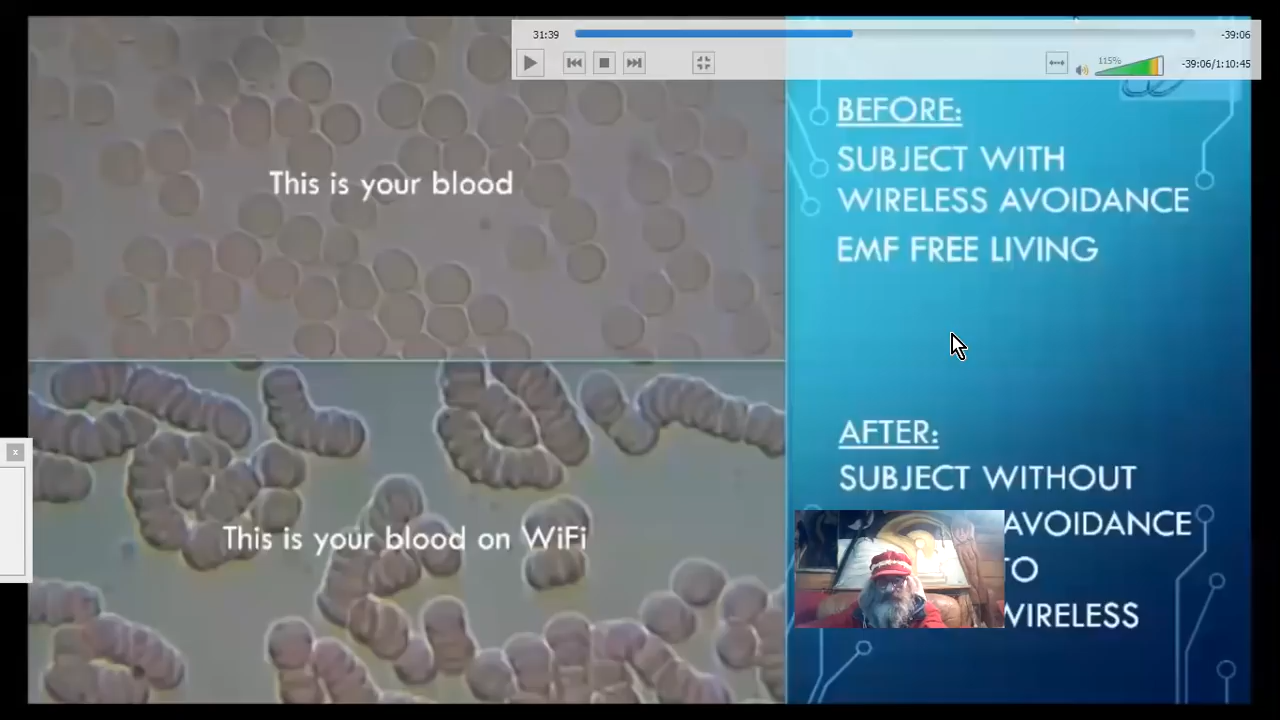 31:39
-39:06
115%
-39:06/1:10:45
This is your blood
BEFORE:
SUBJECT WITH
WIRELESS AVOIDANCE
EMF FREE LIVING
This is your blood on WiFi
AFTER:
SUBJECT WITHOUT
AVOIDANCE
TO
WIRELESS